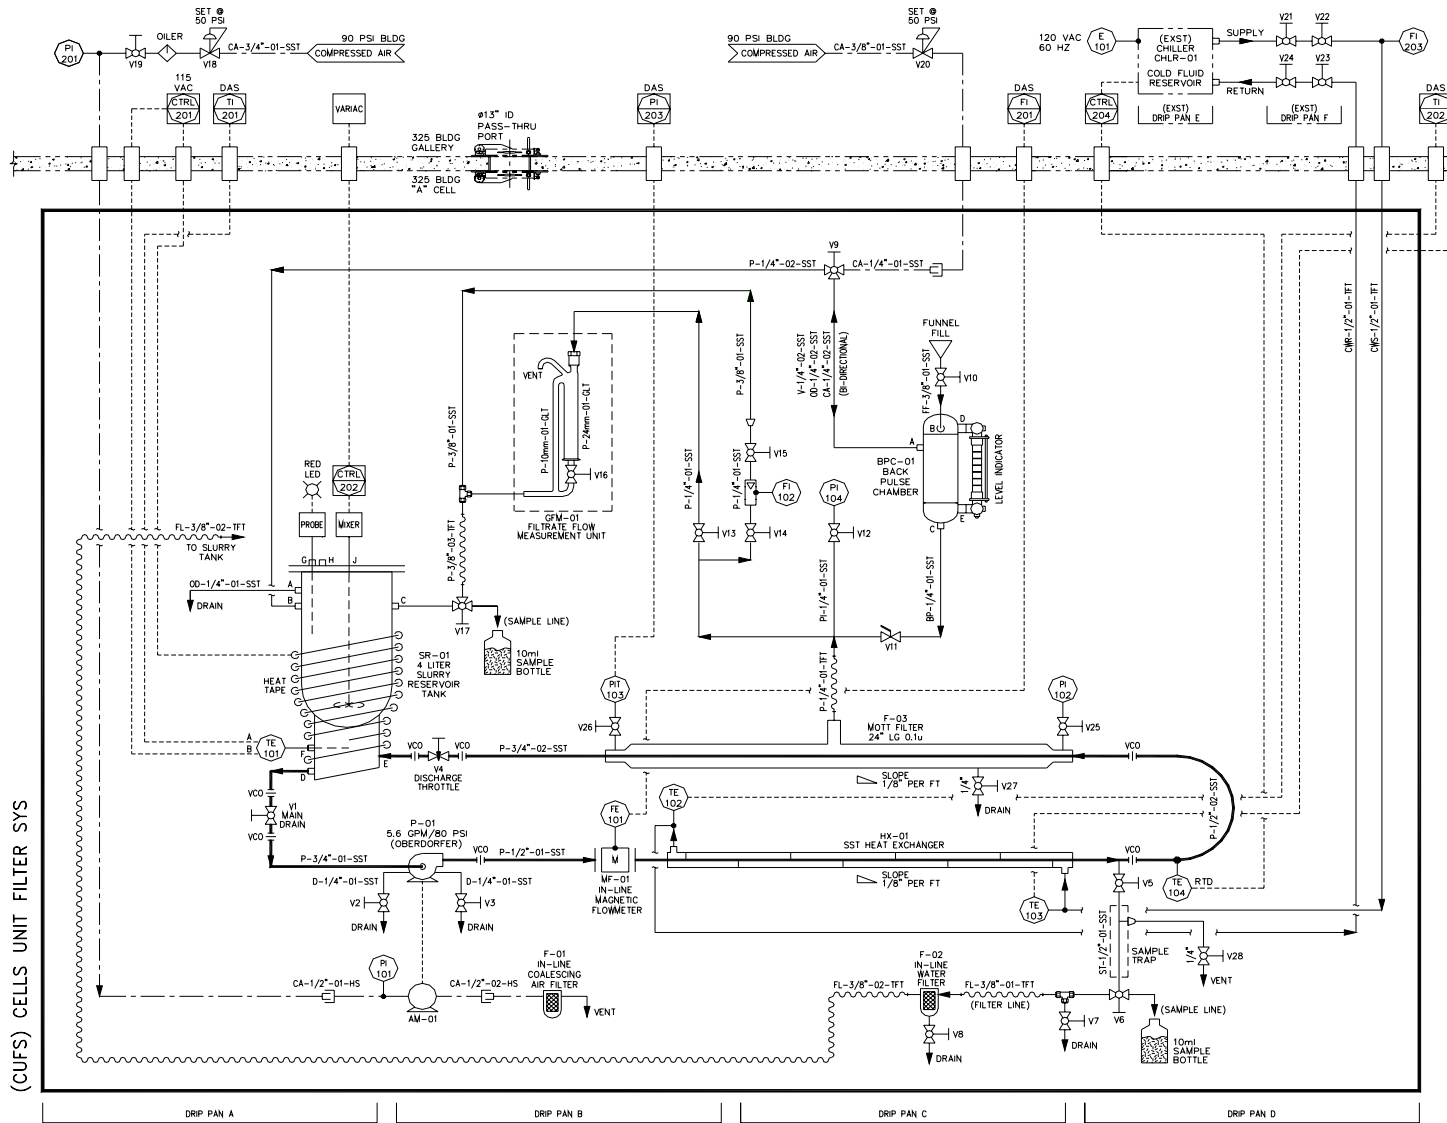 SET @
50 PSI
OILER
90 PSI BLDG
COMPRESSED AIR
CA-3/4"-01-SST
PI
201
V19
V18
90 PSI BLDG
COMPRESSED AIR
CA-3/8"-01-SST
SET @
50 PSI
V20
120 VAC
60 HZ
E
101
(EXST)
CHILLER
CHLR-01
COLD FLUID
RESERVOIR
SUPPLY
RETURN
V21
V22
V24
V23
FI
203
(EXST)
DRIP PAN E
(EXST)
DRIP PAN F
115
VAC
CTRL
201
DAS
TI
201
VARIAC
ø13" ID
PASS-THRU
PORT
325 BLDG
GALLERY
325 BLDG
"A" CELL
DAS
PI
203
DAS
FI
201
CTRL
204
DAS
TI
202
V9
P-1/4"-02-SST
CA-1/4"-01-SST
CWR-1/2"-01-TFT
CWS-1/2"-01-TFT
FUNNEL
FILL
V10
FF-3/8"-01-SST
V-1/4"-02-SST
OD-1/4"-02-SST
CA-1/4"-02-SST
(BI-DIRECTIONAL)
P-3/8"-01-SST
VENT
P-10mm-01-GLT
P-24mm-01-GLT
V16
GFM-01
FILTRATE FLOW
MEASUREMENT UNIT
P-3/8"-01-SST
P-1/4"-01-SST
P-1/4"-01-SST
V15
FI
102
V13
V14
PI
104
V12
A
B
D
E
C
BPC-01
BACK
PULSE
CHAMBER
LEVEL INDICATOR
RED
LED
CTRL
202
PROBE
MIXER
FL-3/8"-02-TFT
TO SLURRY
TANK
G
H
J
P-3/8"-03-TFT
OD-1/4"-01-SST
DRAIN
A
B
C
V17
(SAMPLE LINE)
10ml
SAMPLE
BOTTLE
PI-1/4"-01-SST
BP-1/4"-01-SST
V11
P-1/4"-01-TFT
HEAT
TAPE
SR-01
4 LITER
SLURRY
RESERVOIR
TANK
PIT
103
V26
PI
102
V25
F-03
MOTT FILTER
24" LG 0.1u
A
B
TE
101
F
E
D
VCO
VCO
V4
DISCHARGE
THROTTLE
P-3/4"-02-SST
VCO
SLOPE
1/8" PER FT
1/4"
V27
DRAIN
VCO
V1
MAIN
DRAIN
VCO
P-01
5.6 GPM/80 PSI
(OBERDORFER)
FE
101
TE
102
P-1/2"-02-SST
HX-01
SST HEAT EXCHANGER
P-3/4"-01-SST
VCO
P-1/2"-01-SST
M
MF-01
IN-LINE
MAGNETIC
FLOWMETER
SLOPE
1/8" PER FT
VCO
V5
TE
104
RTD
TE
103
D-1/4"-01-SST
D-1/4"-01-SST
V2
V3
DRAIN
DRAIN
ST-1/2"-01-SST
SAMPLE
TRAP
1/4"
V28
VENT
PI
101
CA-1/2"-01-HS
CA-1/2"-02-HS
AM-01
F-01
IN-LINE
COALESCING
AIR FILTER
VENT
FL-3/8"-02-TFT
F-02
IN-LINE
WATER
FILTER
V8
DRAIN
FL-3/8"-01-TFT
(FILTER LINE)
V7
DRAIN
V6
(SAMPLE LINE)
10ml
SAMPLE
BOTTLE
(CUFS) CELLS UNIT FILTER SYS
DRIP PAN A
DRIP PAN B
DRIP PAN C
DRIP PAN D